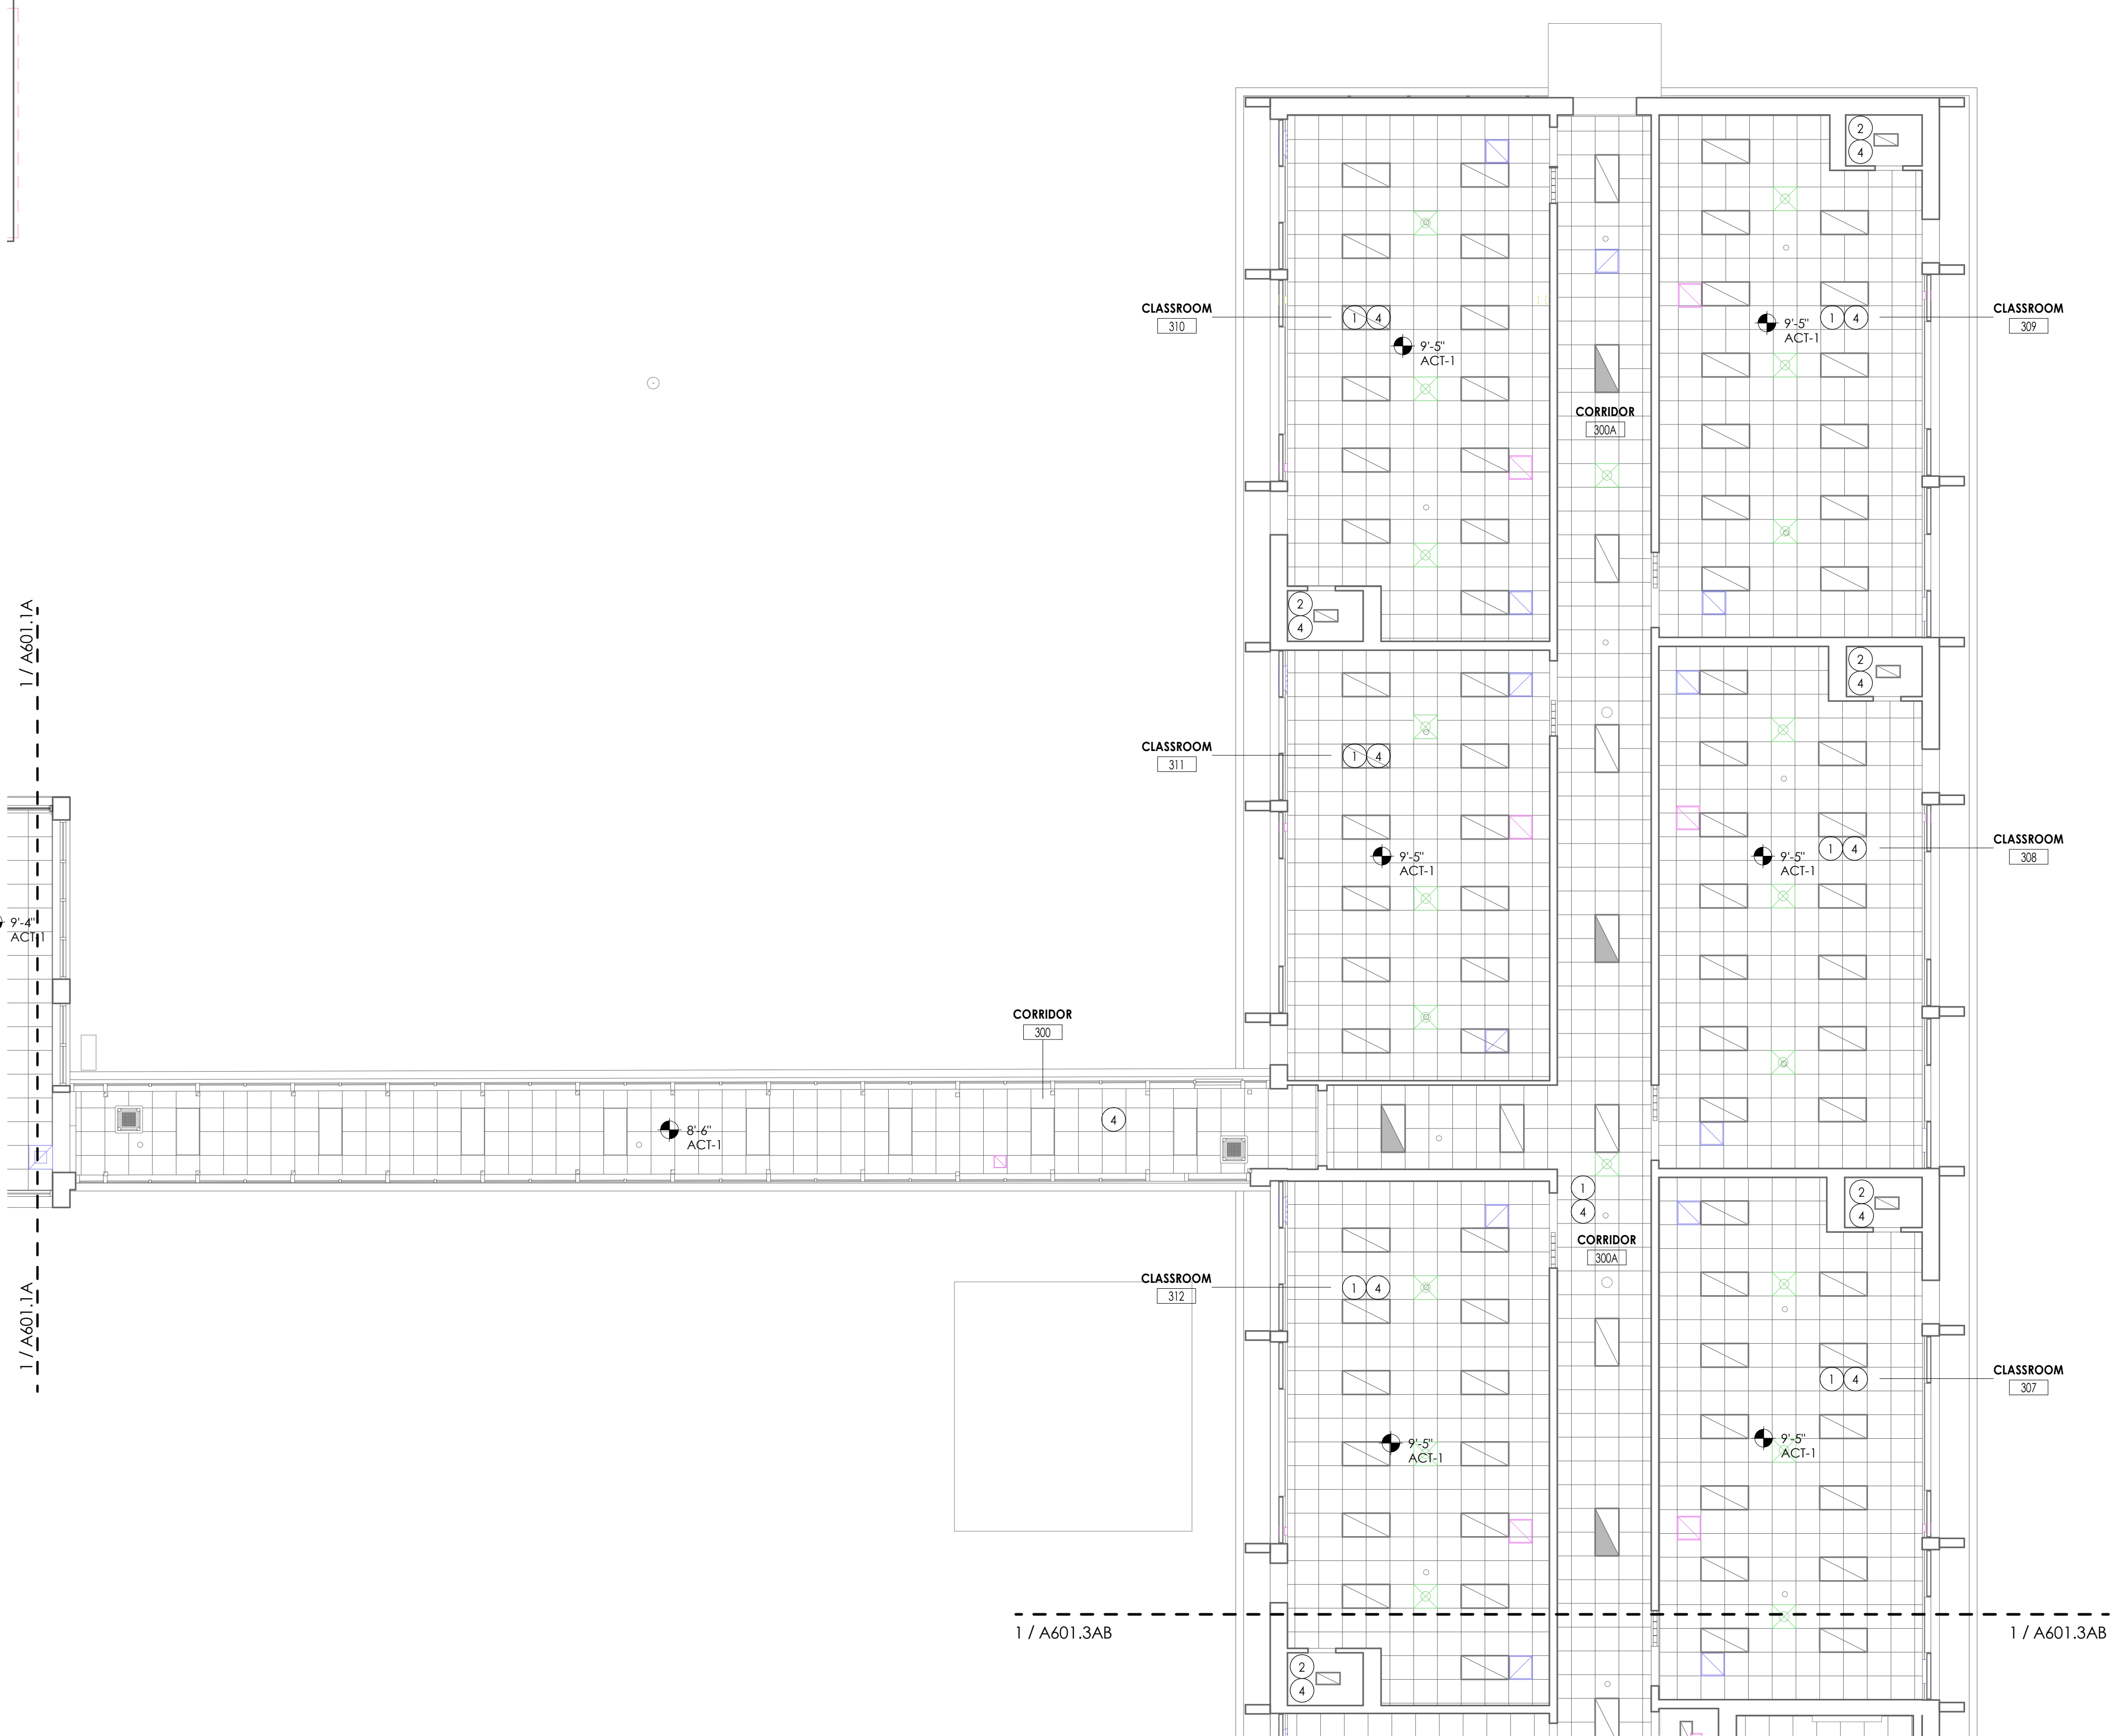 2
4
2
4
CLASSROOM
310
1 4
9'-5"
ACT-1
9'-5"
ACT-1
1 4
CLASSROOM
309
CORRIDOR
300A
2
4
1 / A601.1A
2
4
CLASSROOM
311
1 4
9'-5"
ACT-1
9'-5"
ACT-1
1 4
CLASSROOM
308
9'-4"
ACT-1
CORRIDOR
300
4
8'-6"
ACT-1
1
4
2
4
CORRIDOR
300A
CLASSROOM
312
1 4
1 / A601.1A
1 4
CLASSROOM
307
9'-5"
ACT-1
9'-5"
ACT-1
1 / A601.3AB
1 / A601.3AB
2
4